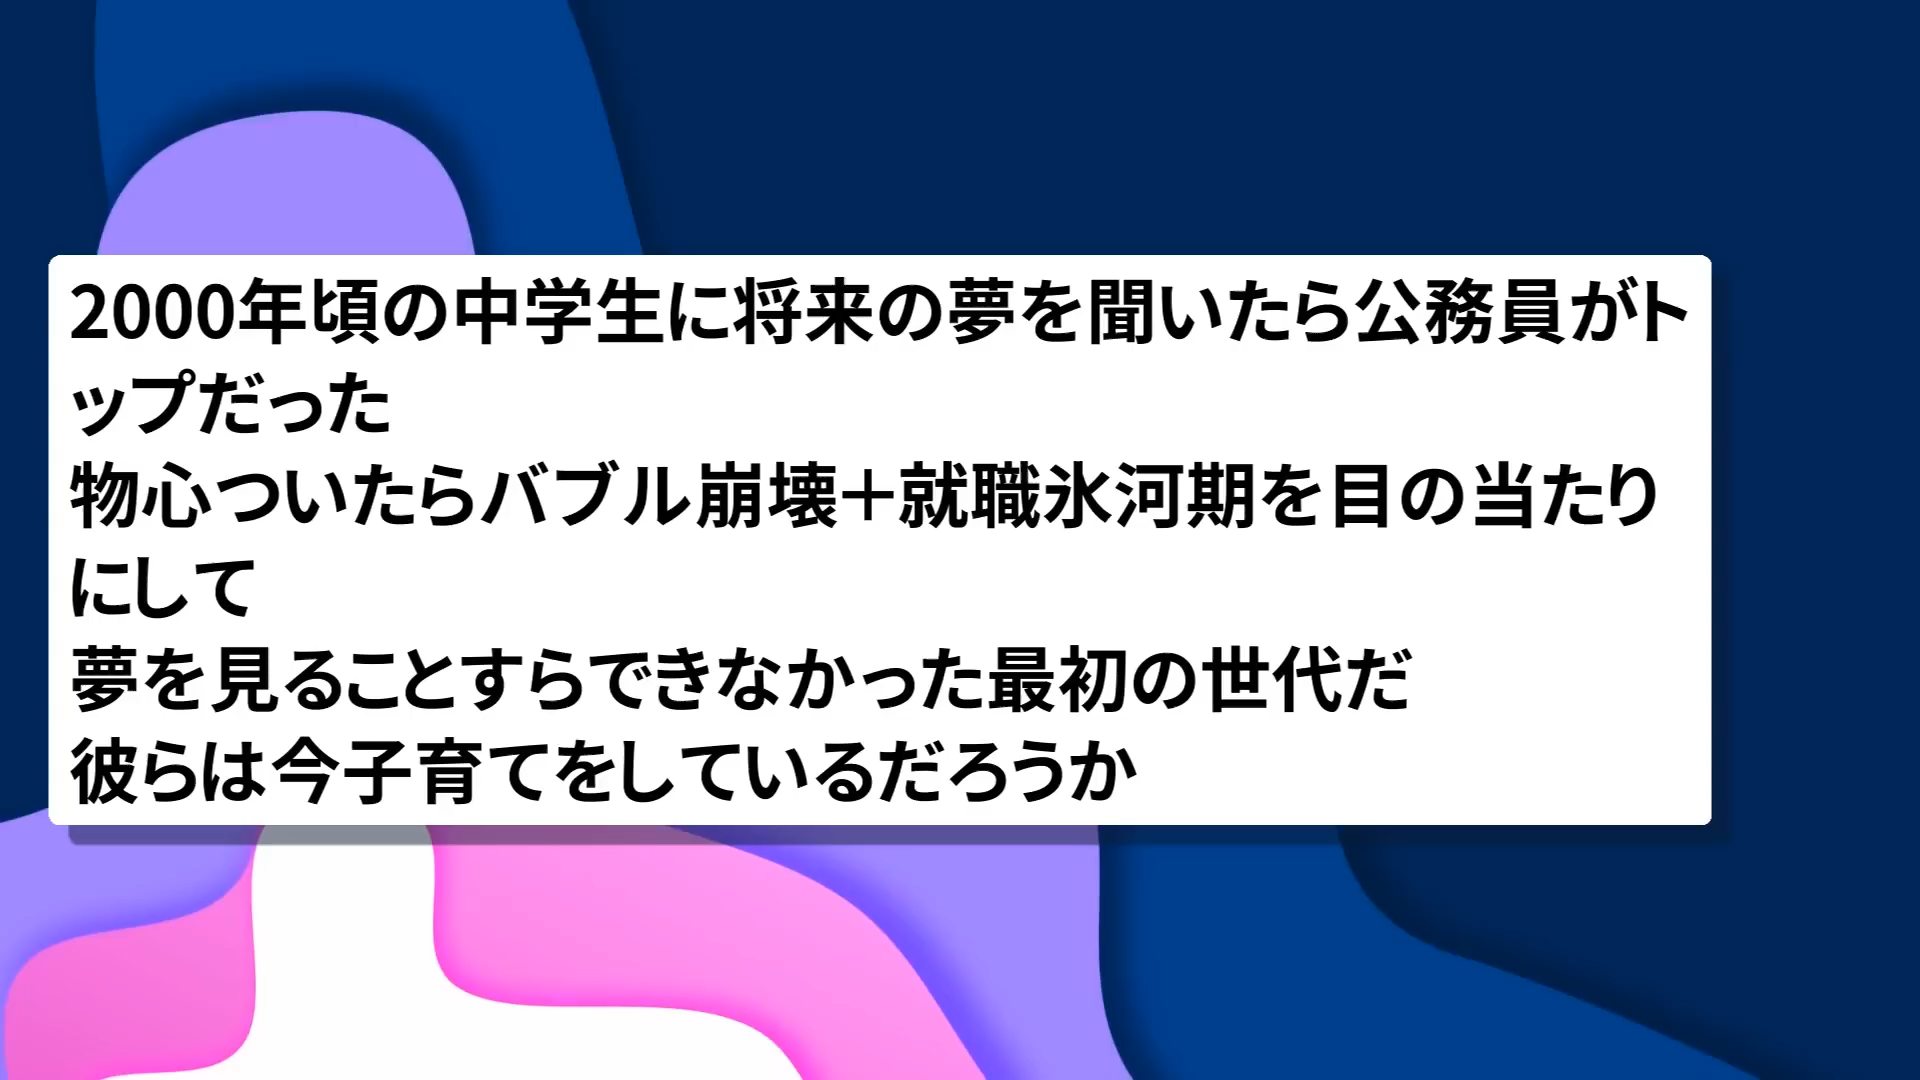 2000年頃の中学生に将来の夢を聞いたら公務員がト
ップだった
物心ついたらバブル崩壊＋就職氷河期を目の当たり
にして
夢を見ることすらできなかった最初の世代だ
彼らは今子育てをしているだろうか